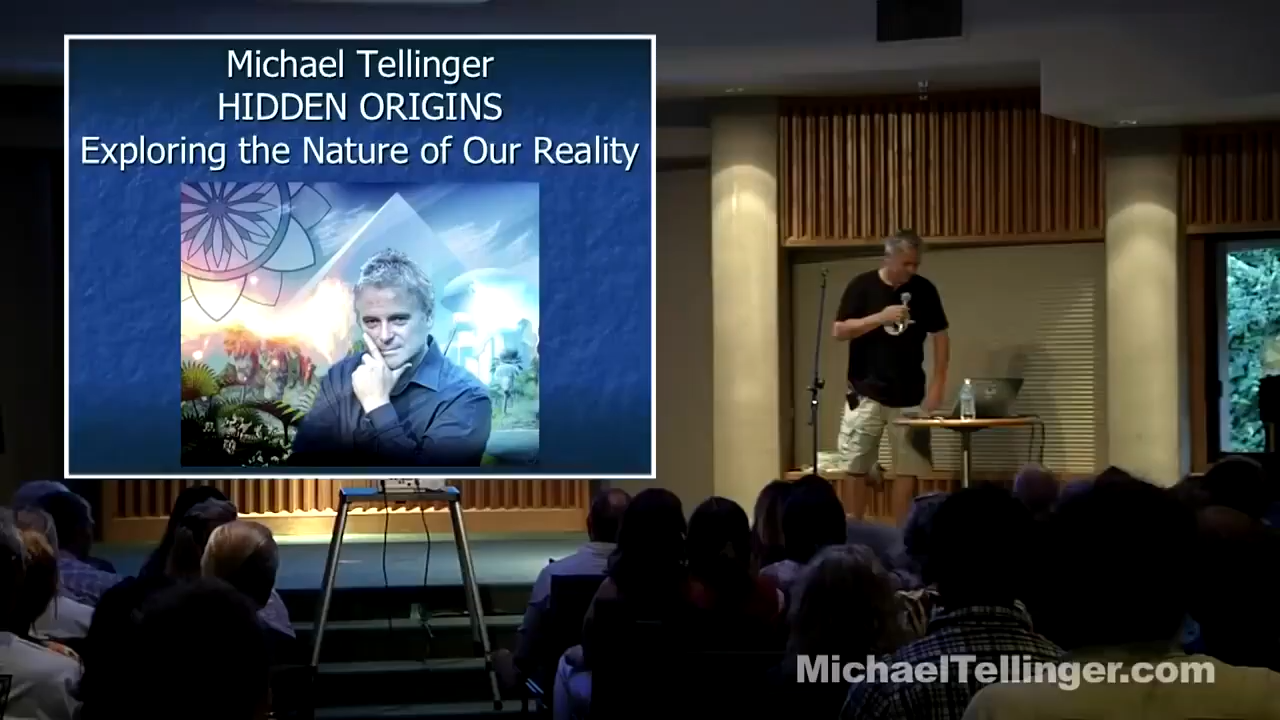 Michael Tellinger
HIDDEN ORIGINS
Exploring the Nature of Our Reality
MichaelTellinger.com